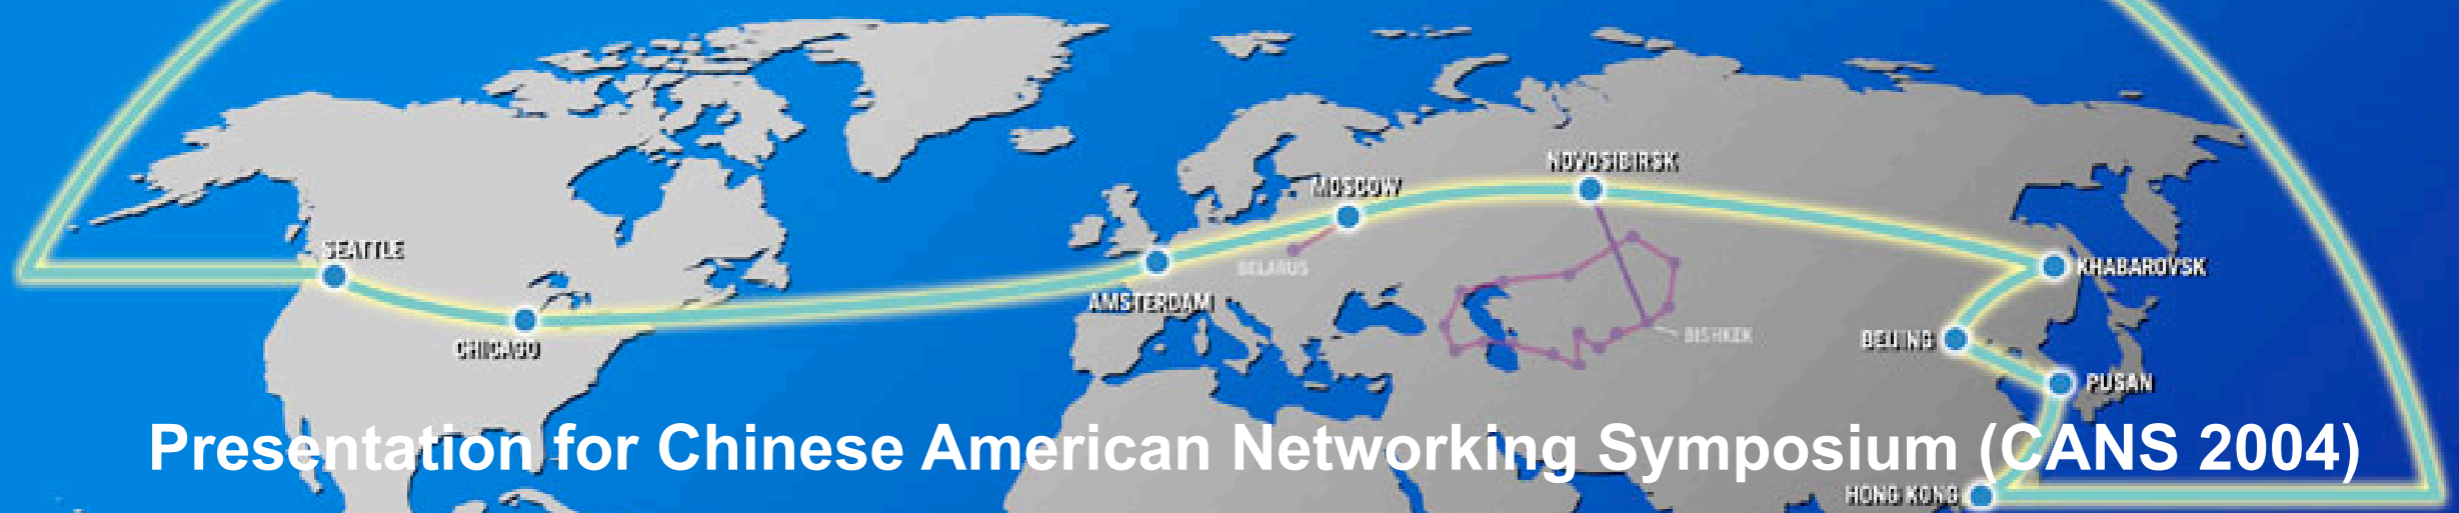 NOVOSIBIRSK
MOSCOW
SEATTLE
BELARUS
KHABAROVSK
AMSTERDAM
BISHKEK
BEIJING
CHICAGO
PUSAN
Presentation for Chinese American Networking Symposium (CANS 2004)
HONG KONG